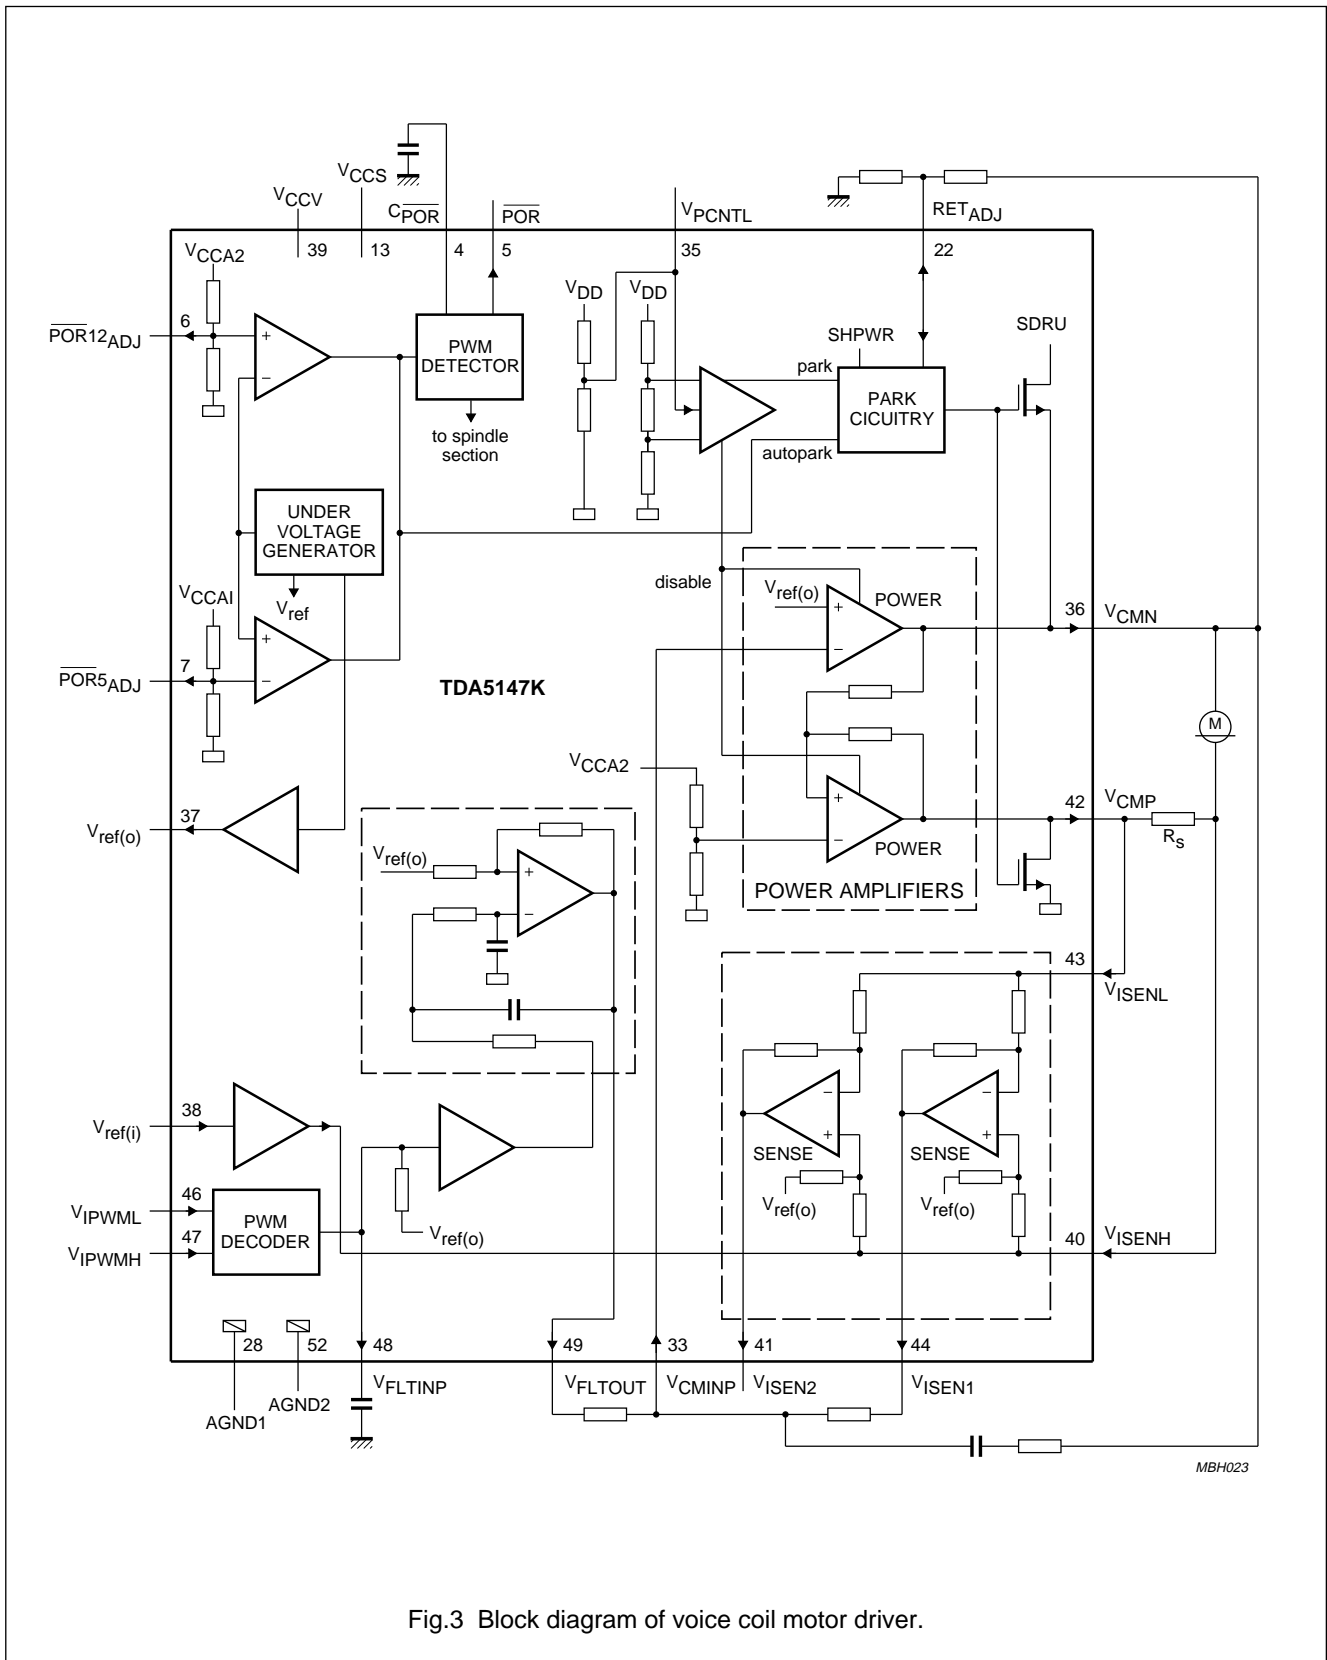 VCCS
VCCV
CPOR
POR
VPCNTL
RETADJ
39
13
4
5
35
22
VCCA2
VDD
VDD
SDRU
POR12ADJ
6
+
−
PWM
DETECTOR
SHPWR
park
PARK
CICUITRY
to spindle
section
autopark
UNDER
VOLTAGE
GENERATOR
disable
Vref(o)
POWER
+
−
36
VCMN
VCCAI
Vref
+
−
POR5ADJ
7
TDA5147K
M
VCCA2
42
VCMP
Rs
+
−
POWER
POWER AMPLIFIERS
Vref(o)
37
Vref(o)
+
−
43
VISENL
−
+
SENSE
−
+
SENSE
Vref(i)
38
Vref(o)
Vref(o)
VIPWML
46
VIPWMH
47
PWM
DECODER
Vref(o)
40
VISENH
28
52
48
49
33
41
44
AGND1
AGND2
VFLTINP
VFLTOUT
VCMINP
VISEN2
VISEN1
MBH023
Fig.3 Block diagram of voice coil motor driver.